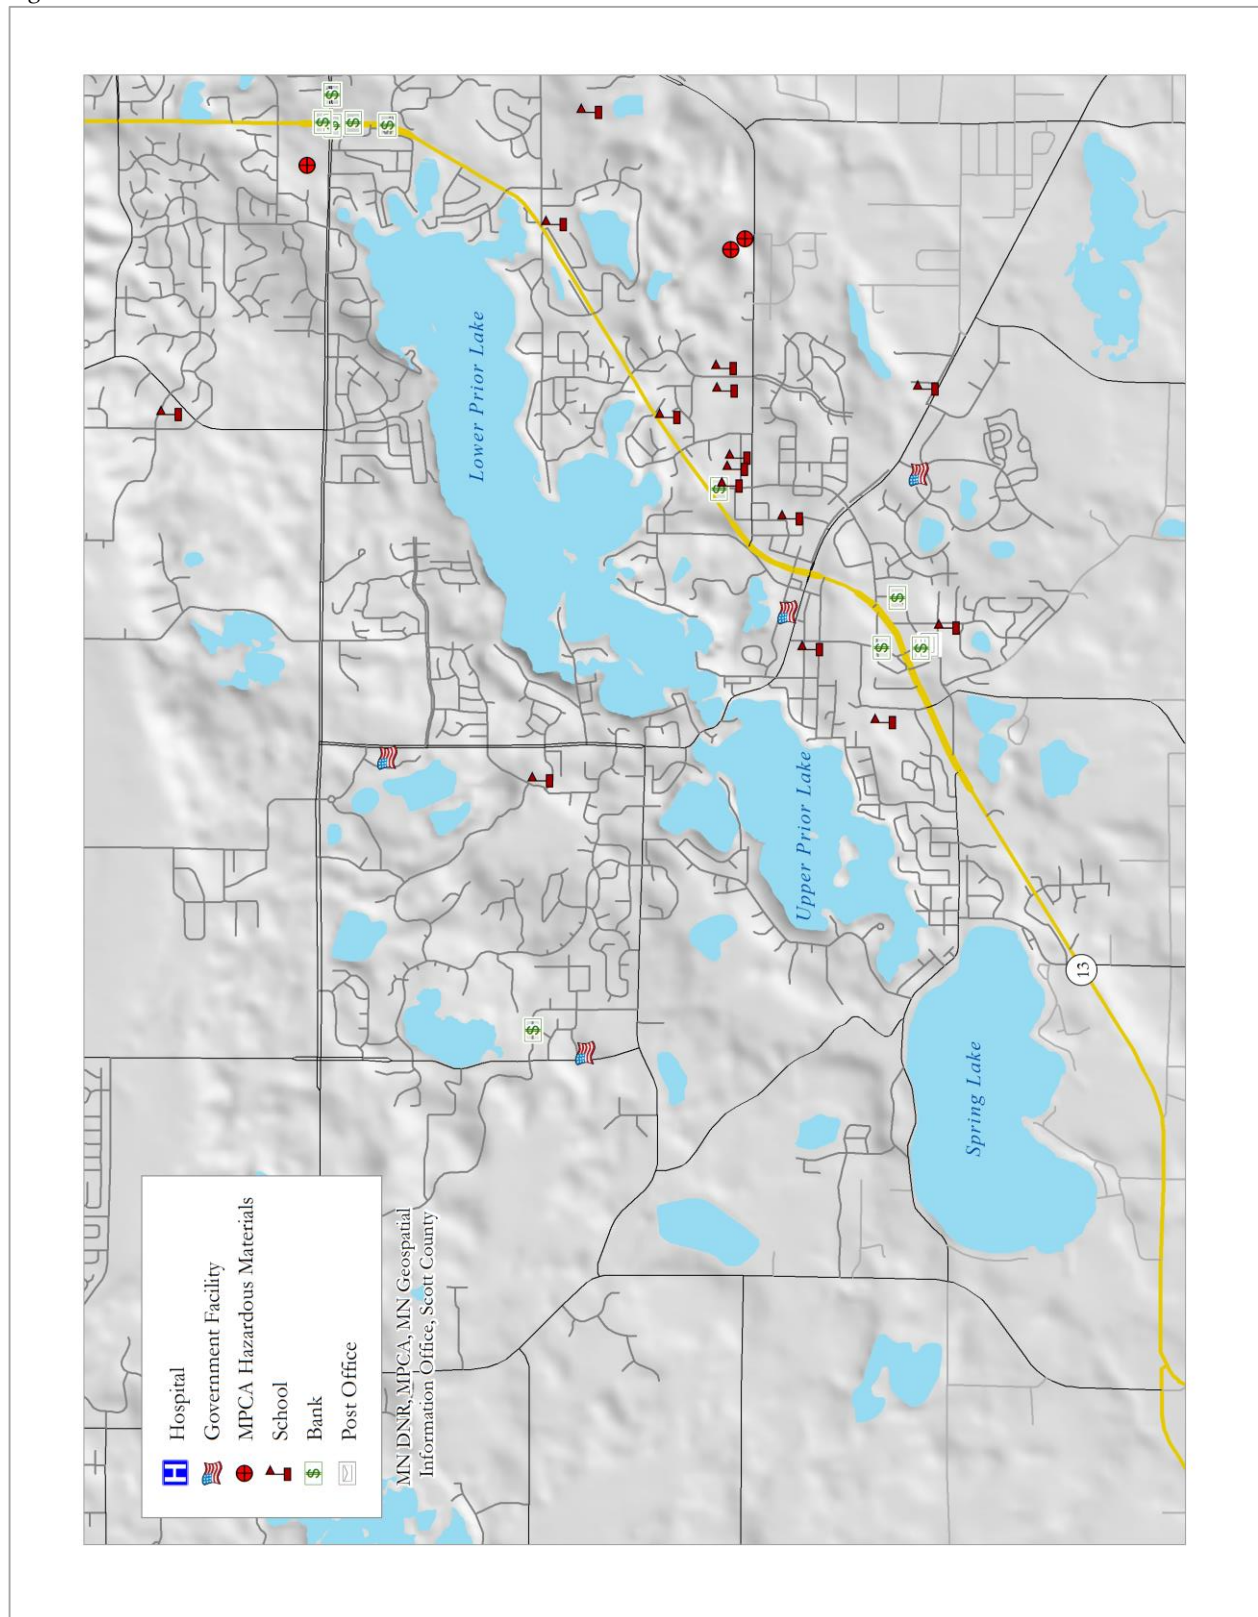 Lower Prior Lake
Upper Prior Lake
Spring Lake
13
H Hospital
Government Facility
MPCA Hazardous Materials
School
$ Bank
Post Office
MN DNR, MPCA, MN Geospatial
Information Office, Scott County